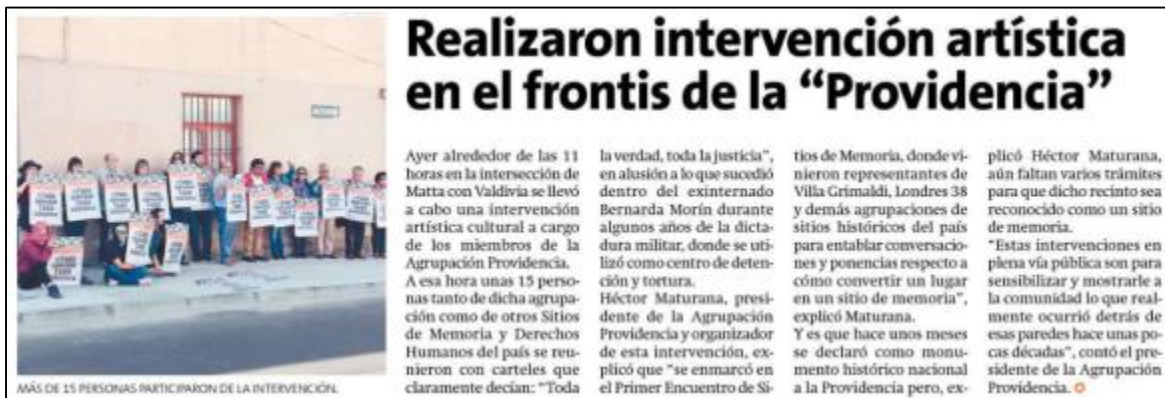 Realizaron intervención artística
en el frontis de la “Providencia”
Ayer alrededor de las 11
horas en la intersección de
Matta con Valdivia se llevó
a cabo una intervención
artística cultural a cargo
de los miembros de la
Agrupación Providencia.
A esa hora unas 15 perso-
nas tanto de dicha agrupa-
ción como de otros Sitios
de Memoria y Derechos
Humanos del país se reu-
nieron con carteles que
claramente decían: “Toda
la verdad, toda la justicia”,
en alusión a lo que sucedió
dentro del exinternado
Bernarda Morín durante
algunos años de la dicta-
dura militar, donde se uti-
lizó como centro de deten-
ción y tortura.
Héctor Maturana, presi-
dente de la Agrupación
Providencia y organizador
de esta intervención, ex-
plicó que “se enmarcó en
el Primer Encuentro de Si-
tios de Memoria, donde vi-
nieron representantes de
Villa Grimaldi, Londres 38
y demás agrupaciones de
sitios históricos del país
para entablar conversacio-
nes y ponencias respecto a
cómo convertir un lugar
en un sitio de memoria”,
explicó Maturana.
Y es que hace unos meses
se declaró como monu-
mento histórico nacional
a la Providencia pero, ex-
plicó Héctor Maturana,
aún faltan varios trámites
para que dicho recinto sea
reconocido como un sitio
de memoria.
“Estas intervenciones en
plena vía pública son para
sensibilizar y mostrarle a
la comunidad lo que real-
mente ocurrió detrás de
esas paredes hace unas po-
cas décadas”, contó el pre-
sidente de la Agrupación
Providencia.
MÁS DE 15 PERSONAS PARTICIPARON DE LA INTERVENCIÓN.